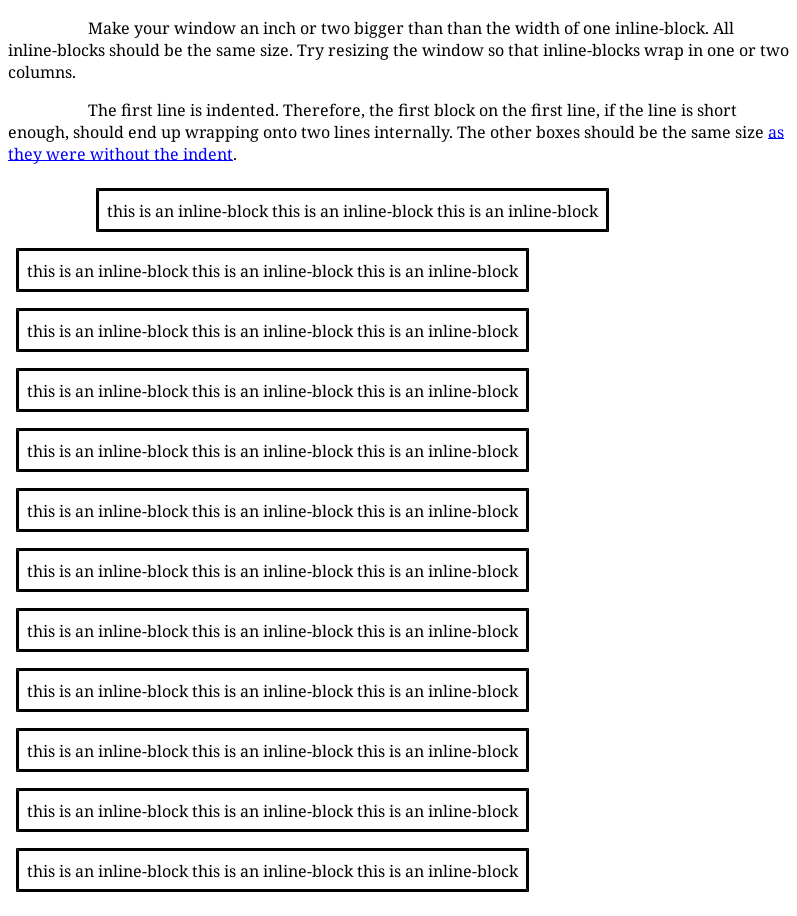 Make your window an inch or two bigger than than the width of one inline-block. All
inline-blocks should be the same size. Try resizing the window so that inline-blocks wrap in one or two
columns.
The first line is indented. Therefore, the first block on the first line, if the line is short
enough, should end up wrapping onto two lines internally. The other boxes should be the same size as
they were without the indent.
this is an inline-block this is an inline-block this is an inline-block
this is an inline-block this is an inline-block this is an inline-block
this is an inline-block this is an inline-block this is an inline-block
this is an inline-block this is an inline-block this is an inline-block
this is an inline-block this is an inline-block this is an inline-block
this is an inline-block this is an inline-block this is an inline-block
this is an inline-block this is an inline-block this is an inline-block
this is an inline-block this is an inline-block this is an inline-block
this is an inline-block this is an inline-block this is an inline-block
this is an inline-block this is an inline-block this is an inline-block
this is an inline-block this is an inline-block this is an inline-block
this is an inline-block this is an inline-block this is an inline-block